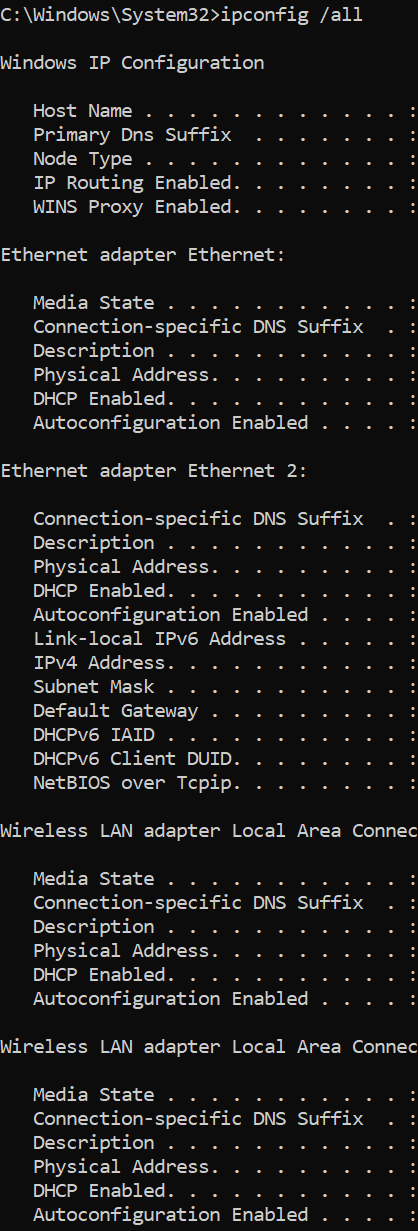 C:\Windows\System32>ipconfig /all
Windows IP Configuration
Host Name . . . . . . . . . . . . :
Primary Dns Suffix  . . . . . . . :
Node Type . . . . . . . . . . . . :
IP Routing Enabled. . . . . . . . :
WINS Proxy Enabled. . . . . . . . :
Ethernet adapter Ethernet:
Media State . . . . . . . . . . . :
Connection-specific DNS Suffix  . :
Description . . . . . . . . . . . :
Physical Address. . . . . . . . . :
DHCP Enabled. . . . . . . . . . . :
Autoconfiguration Enabled . . . . :
Ethernet adapter Ethernet 2:
Connection-specific DNS Suffix  . :
Description . . . . . . . . . . . :
Physical Address. . . . . . . . . :
DHCP Enabled. . . . . . . . . . . :
Autoconfiguration Enabled . . . . :
Link-local IPv6 Address . . . . . :
IPv4 Address. . . . . . . . . . . :
Subnet Mask . . . . . . . . . . . :
Default Gateway . . . . . . . . . :
DHCPv6 IAID . . . . . . . . . . . :
DHCPv6 Client DUID. . . . . . . . :
NetBIOS over Tcpip. . . . . . . . :
Wireless LAN adapter Local Area Connec
Media State . . . . . . . . . . . :
Connection-specific DNS Suffix  . :
Description . . . . . . . . . . . :
Physical Address. . . . . . . . . :
DHCP Enabled. . . . . . . . . . . :
Autoconfiguration Enabled . . . . :
Wireless LAN adapter Local Area Connec
Media State . . . . . . . . . . . :
Connection-specific DNS Suffix  . :
Description . . . . . . . . . . . :
Physical Address. . . . . . . . . :
DHCP Enabled. . . . . . . . . . . :
Autoconfiguration Enabled . . . . :